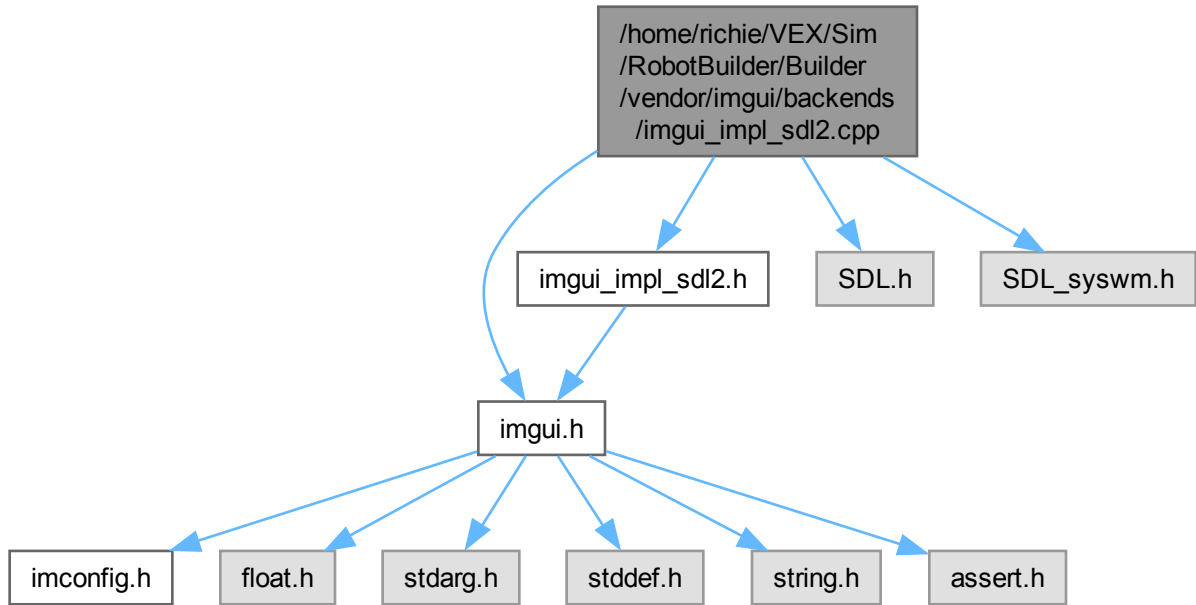 /home/richie/VEX/Sim
/RobotBuilder/Builder
/vendor/imgui/backends
/imgui_impl_sdl2.cpp
imgui_impl_sdl2.h
SDL.h
SDL_syswm.h
imgui.h
imconfig.h
float.h
stdarg.h
stddef.h
string.h
assert.h